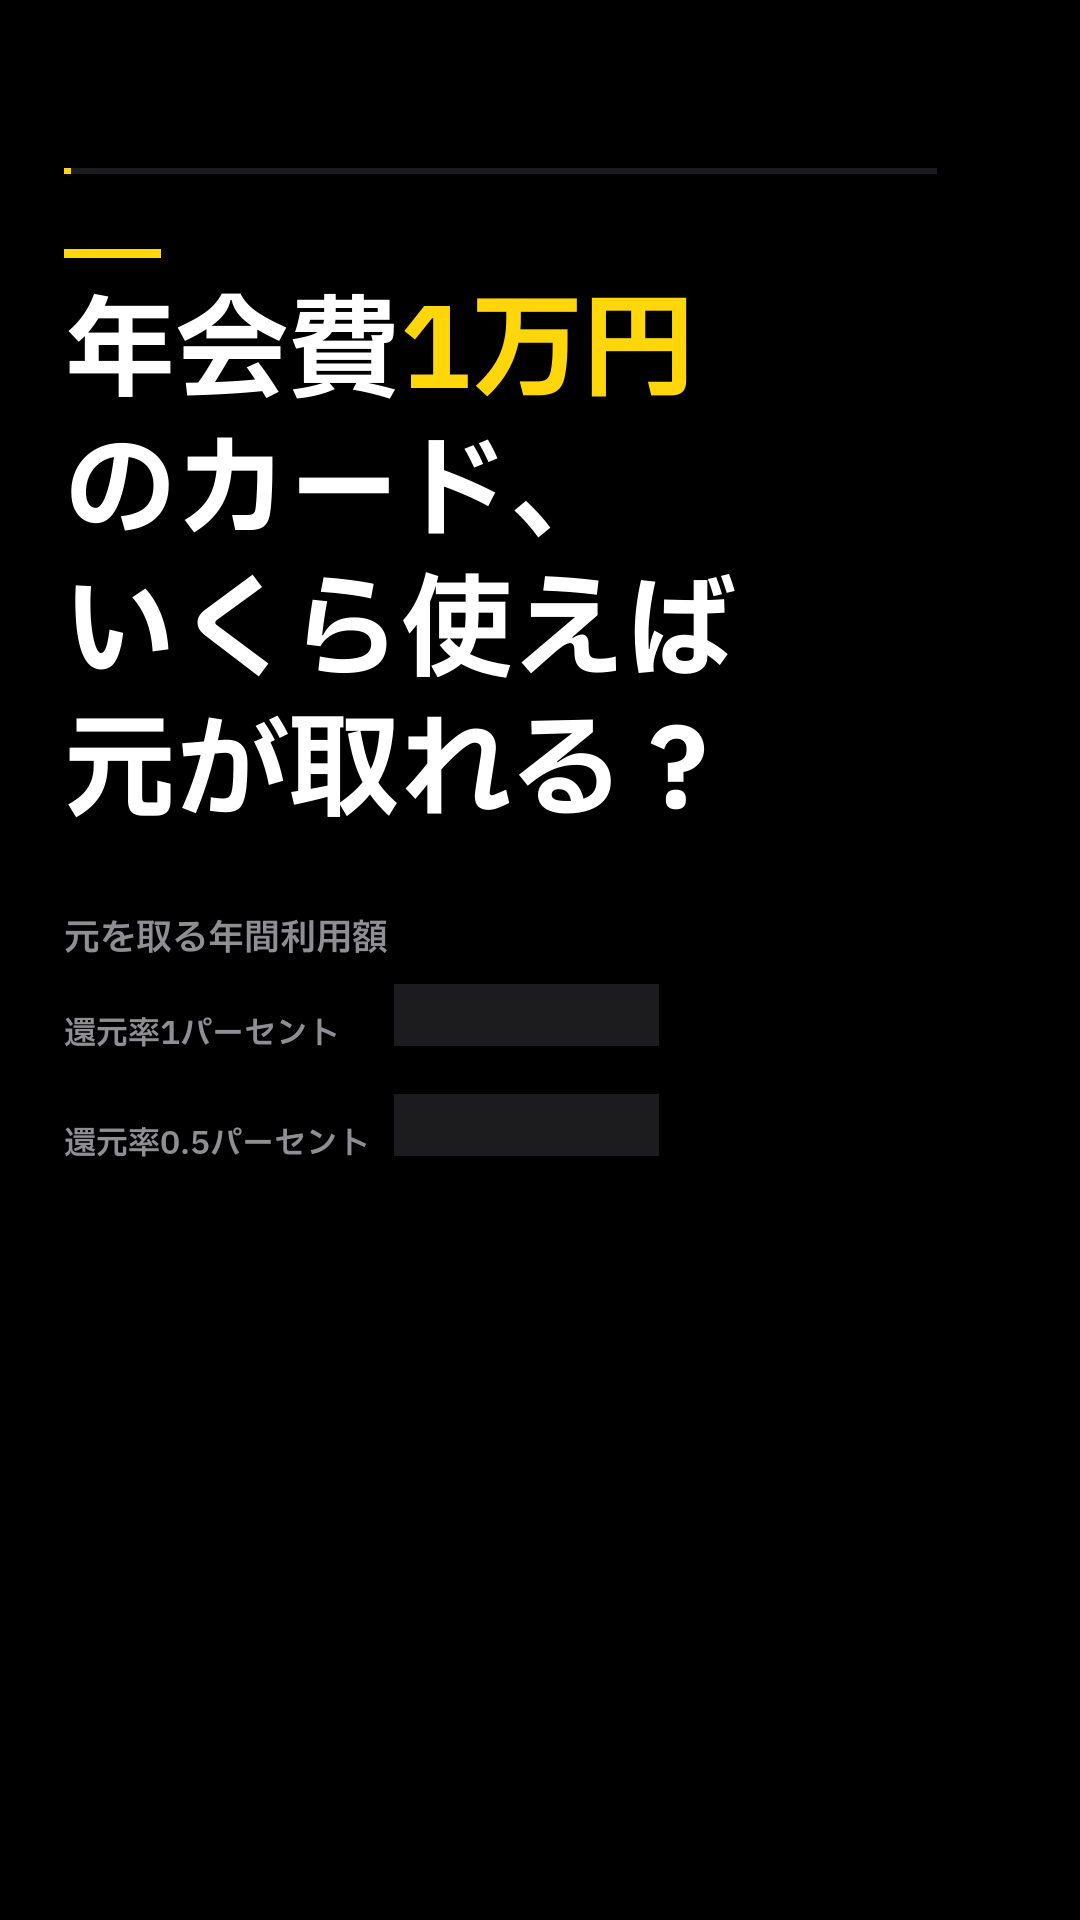 年会費1万円
のカード、
いくら使えば
元が取れる？
元を取る年間利用額
還元率1パーセント
還元率0.5パーセント